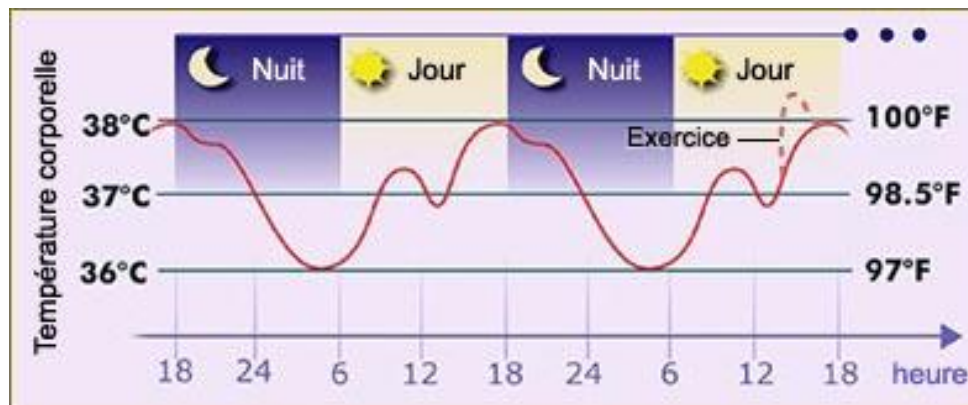 Température corporelle
Nuit Jour Nuit Jour
38°C 100°F
Exercice
37°C 98.5°F
36°C 97°F
18 24 6 12 18 24 6 12 18 heure